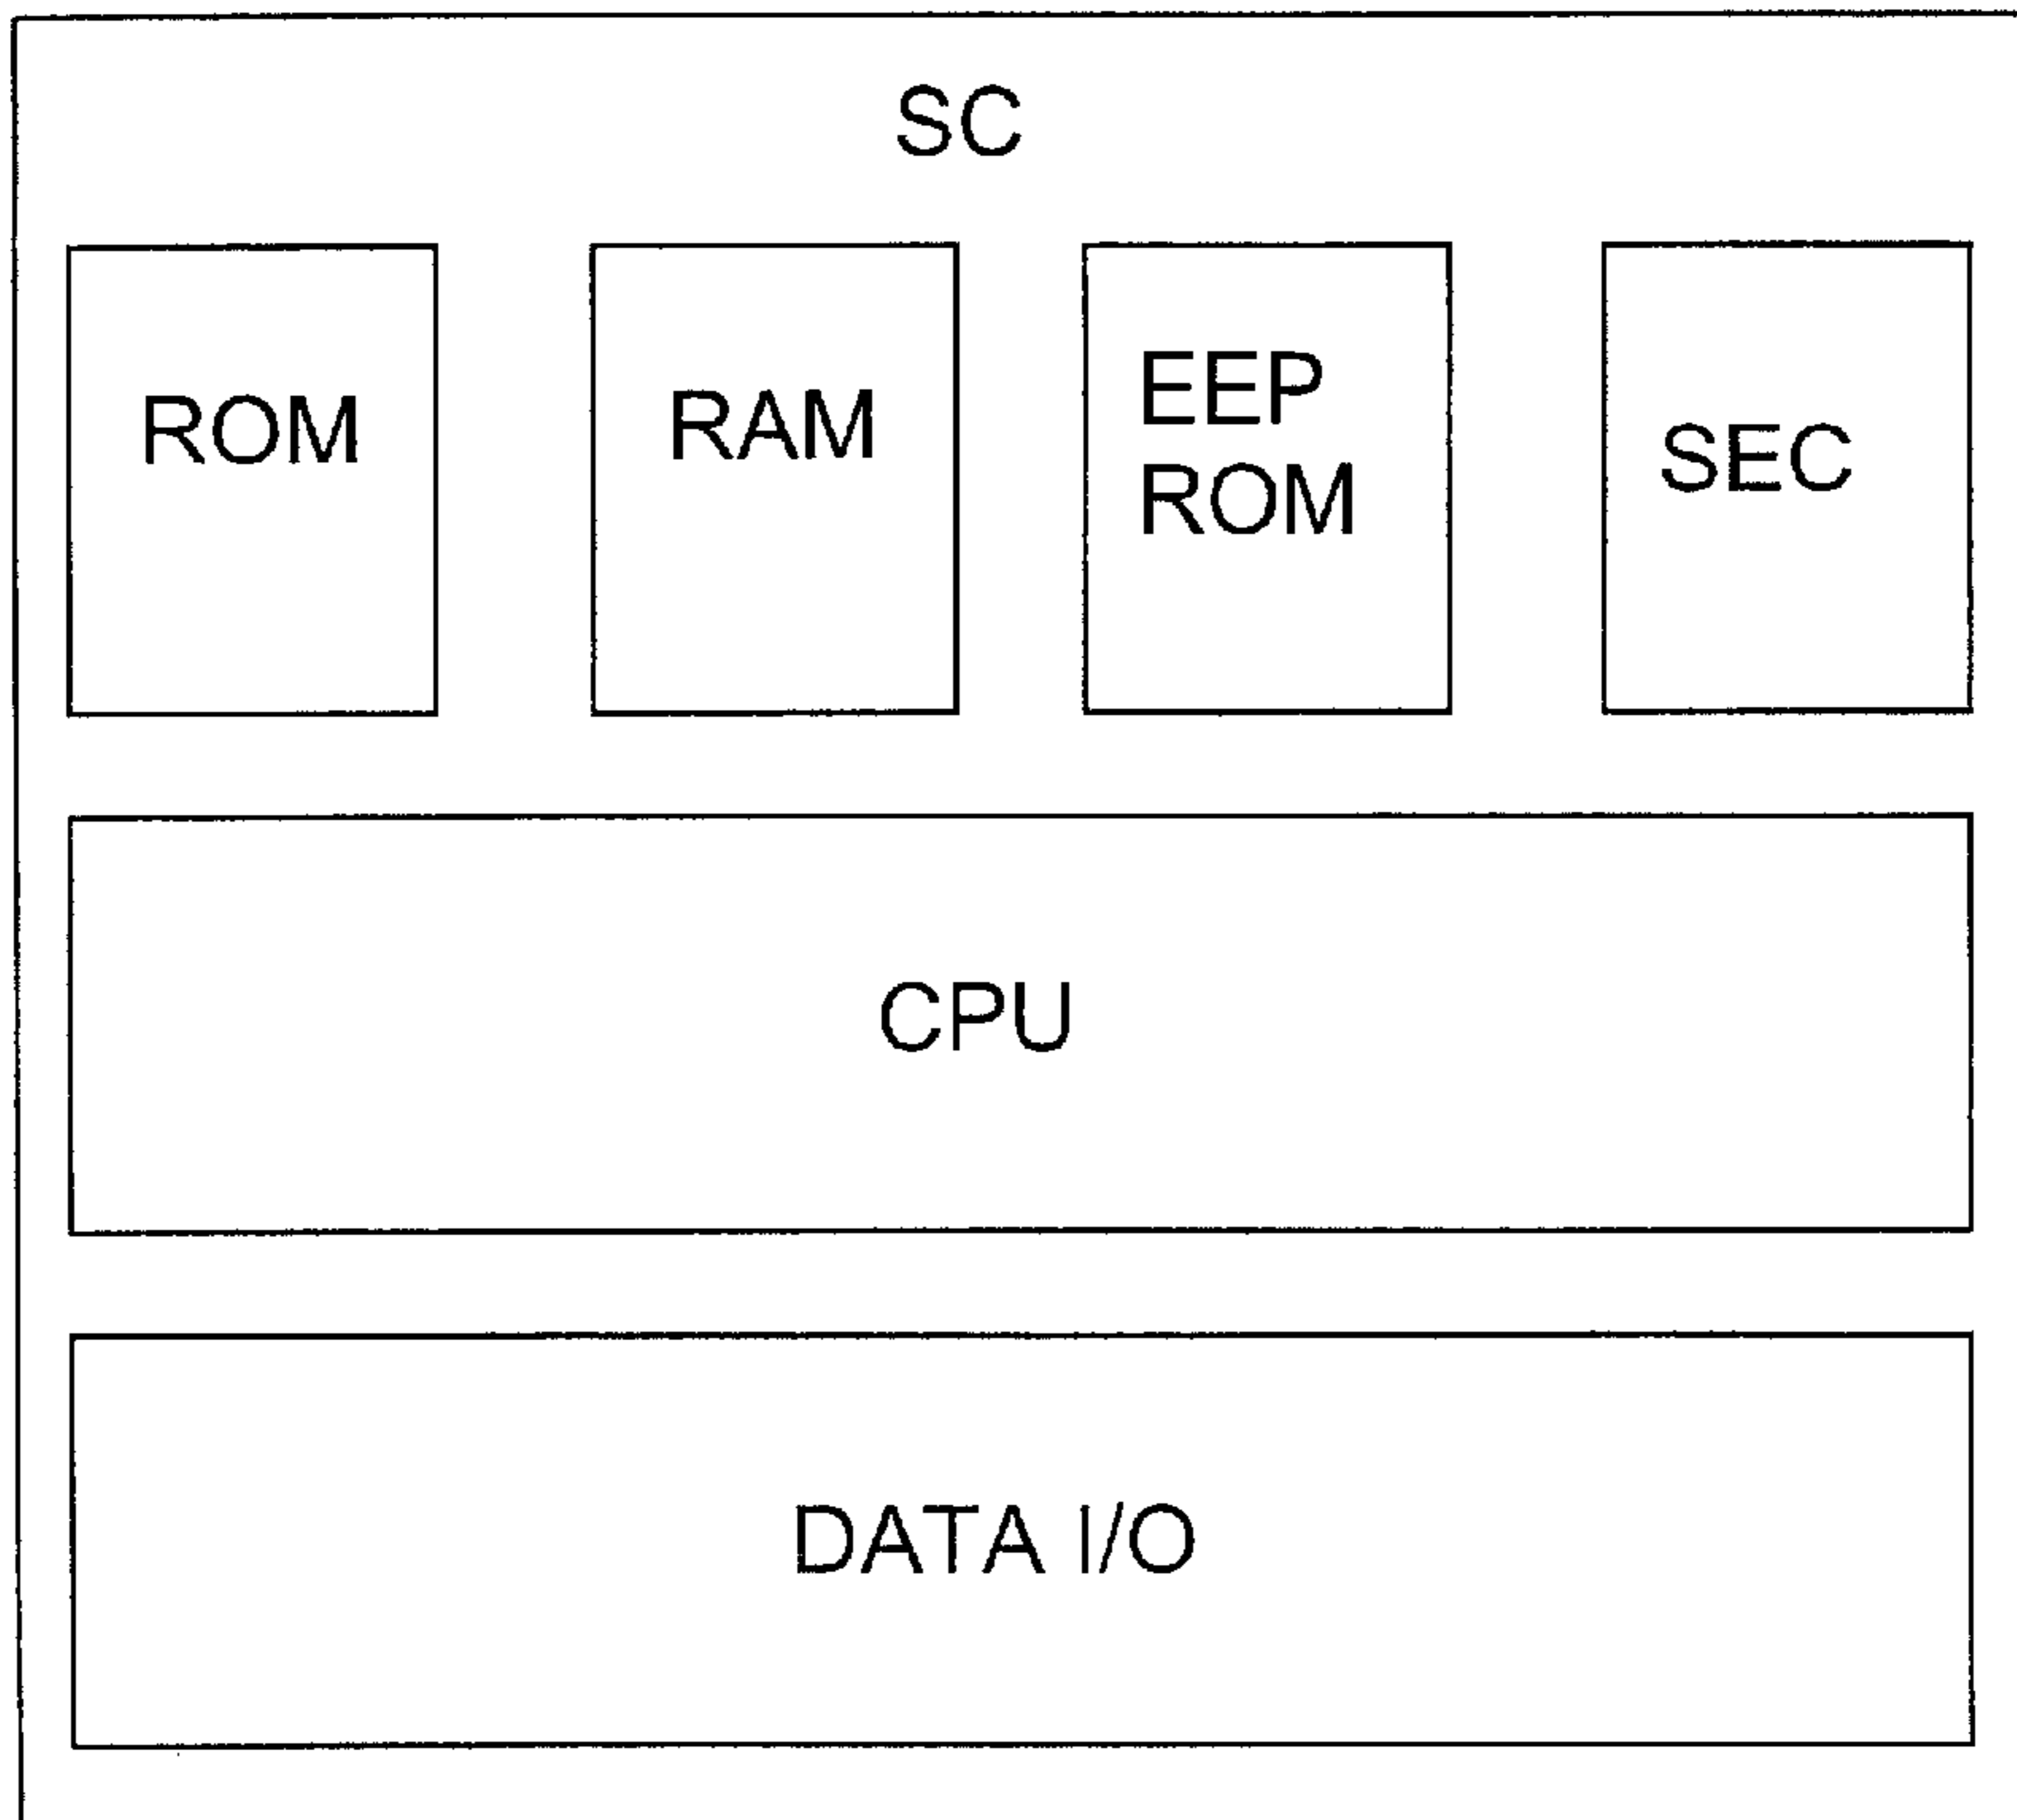 SC
ROM
RAM
EEP
ROM
SEC
CPU
DATA I/O